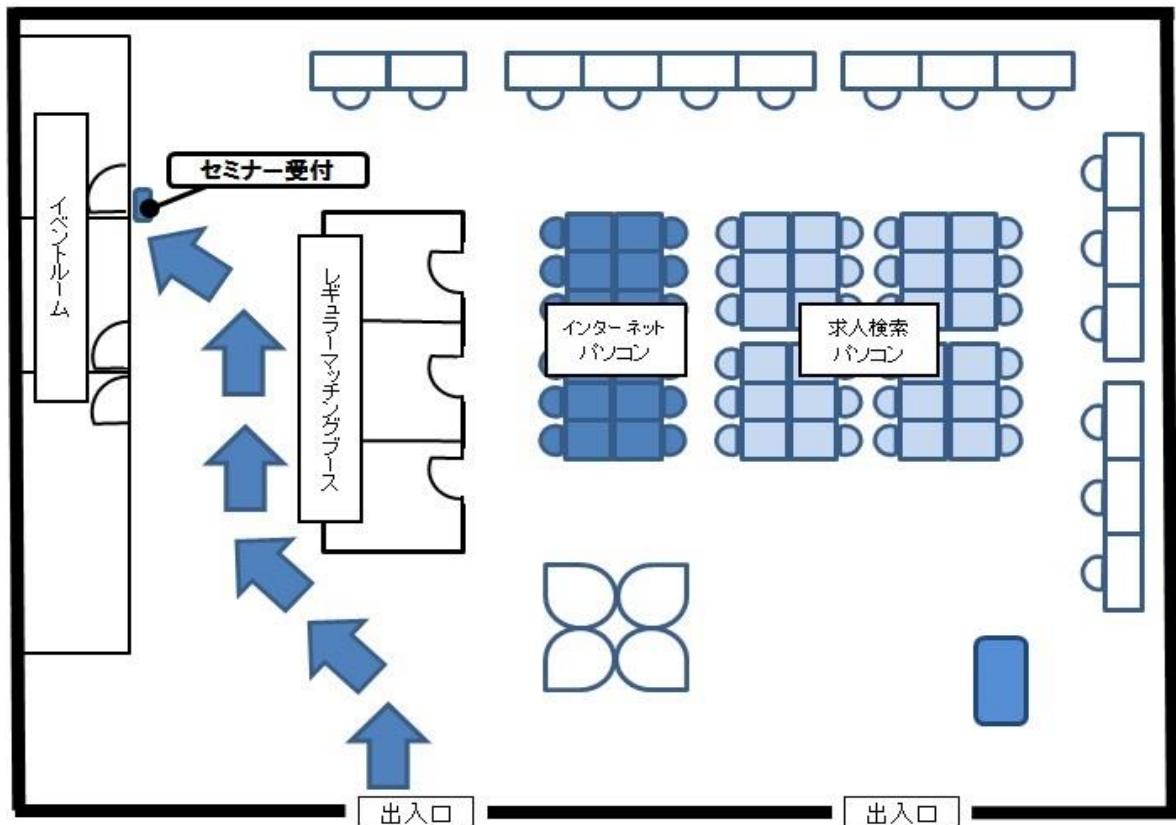 セミナー受付
イベントルーム
レギュラーマッチングブース
インターネット
パソコン
求人検索
パソコン
出入口
出入口